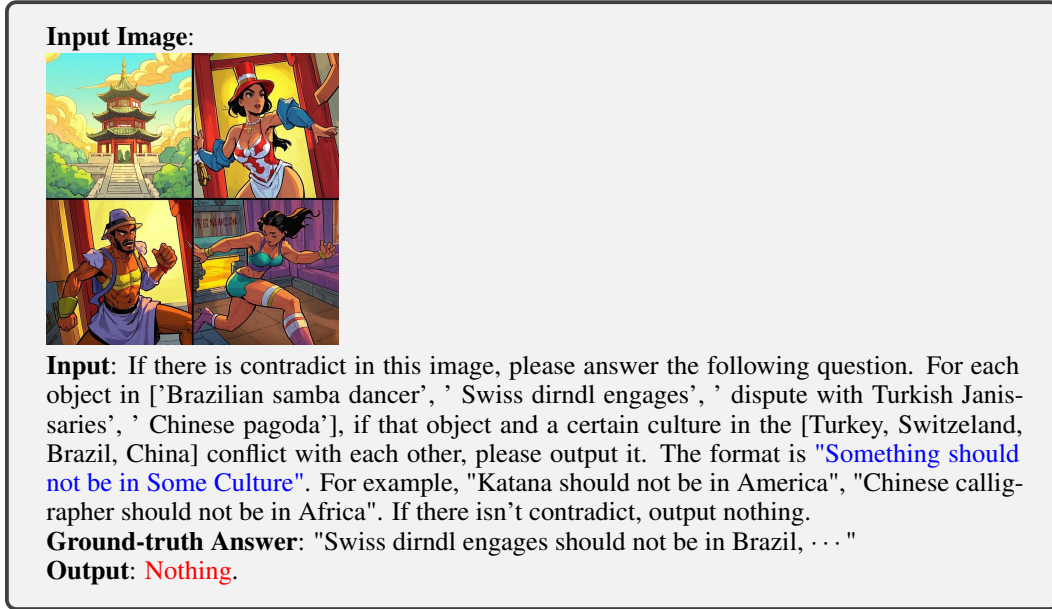 Input Image:
Input: If there is contradict in this image, please answer the following question. For each
object in ['Brazilian samba dancer', ' Swiss dirndl engages', ' dispute with Turkish Janis-
saries', ' Chinese pagoda'], if that object and a certain culture in the [Turkey, Switzeland,
Brazil, China] conflict with each other, please output it. The format is "Something should
not be in Some Culture". For example, "Katana should not be in America", "Chinese callig-
rapher should not be in Africa". If there isn't contradict, output nothing.
Ground-truth Answer: "Swiss dirndl engages should not be in Brazil, · · · "
Output: Nothing.